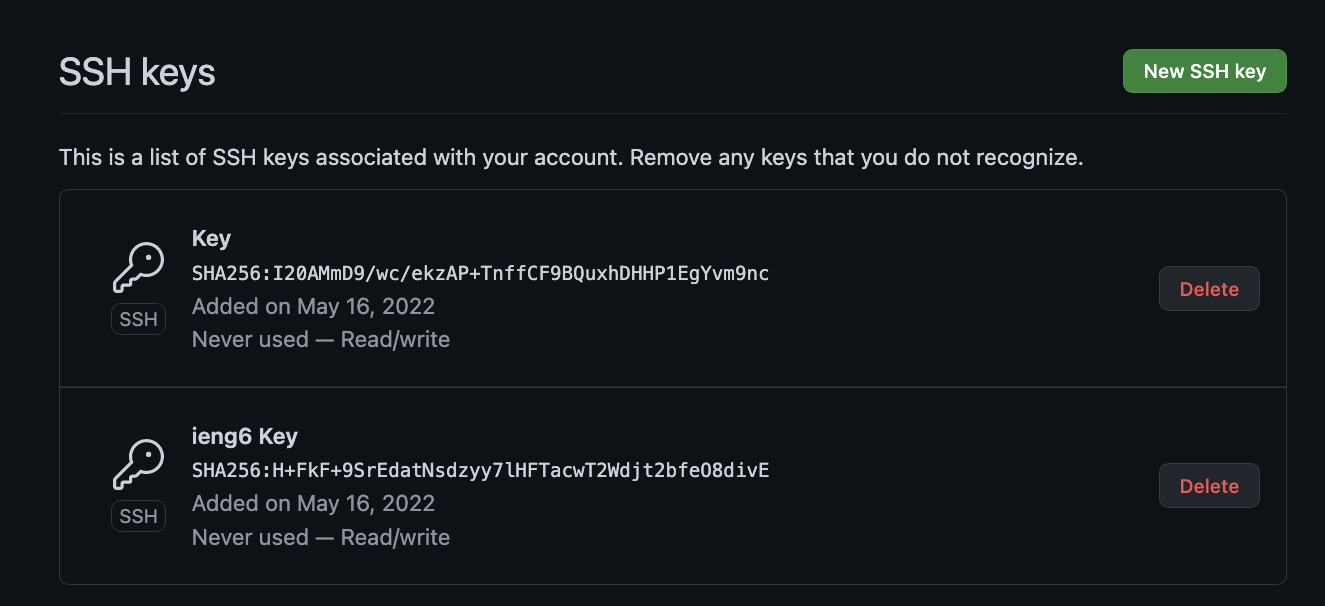 SSH keys
New SSH key
This is a list of SSH keys associated with your account. Remove any keys that you do not recognize.
Key
SHA256:I20AMmD9/wc/ekzAP+TnffCF9BQuxhDHHP1EgYvm9nc
Added on May 16, 2022
Never used — Read/write
SSH
Delete
ieng6 Key
SHA256:H+FkF+9SrEdatNsdzyy7lHFTacwT2Wdjt2bfeO8divE
Added on May 16, 2022
Never used — Read/write
SSH
Delete